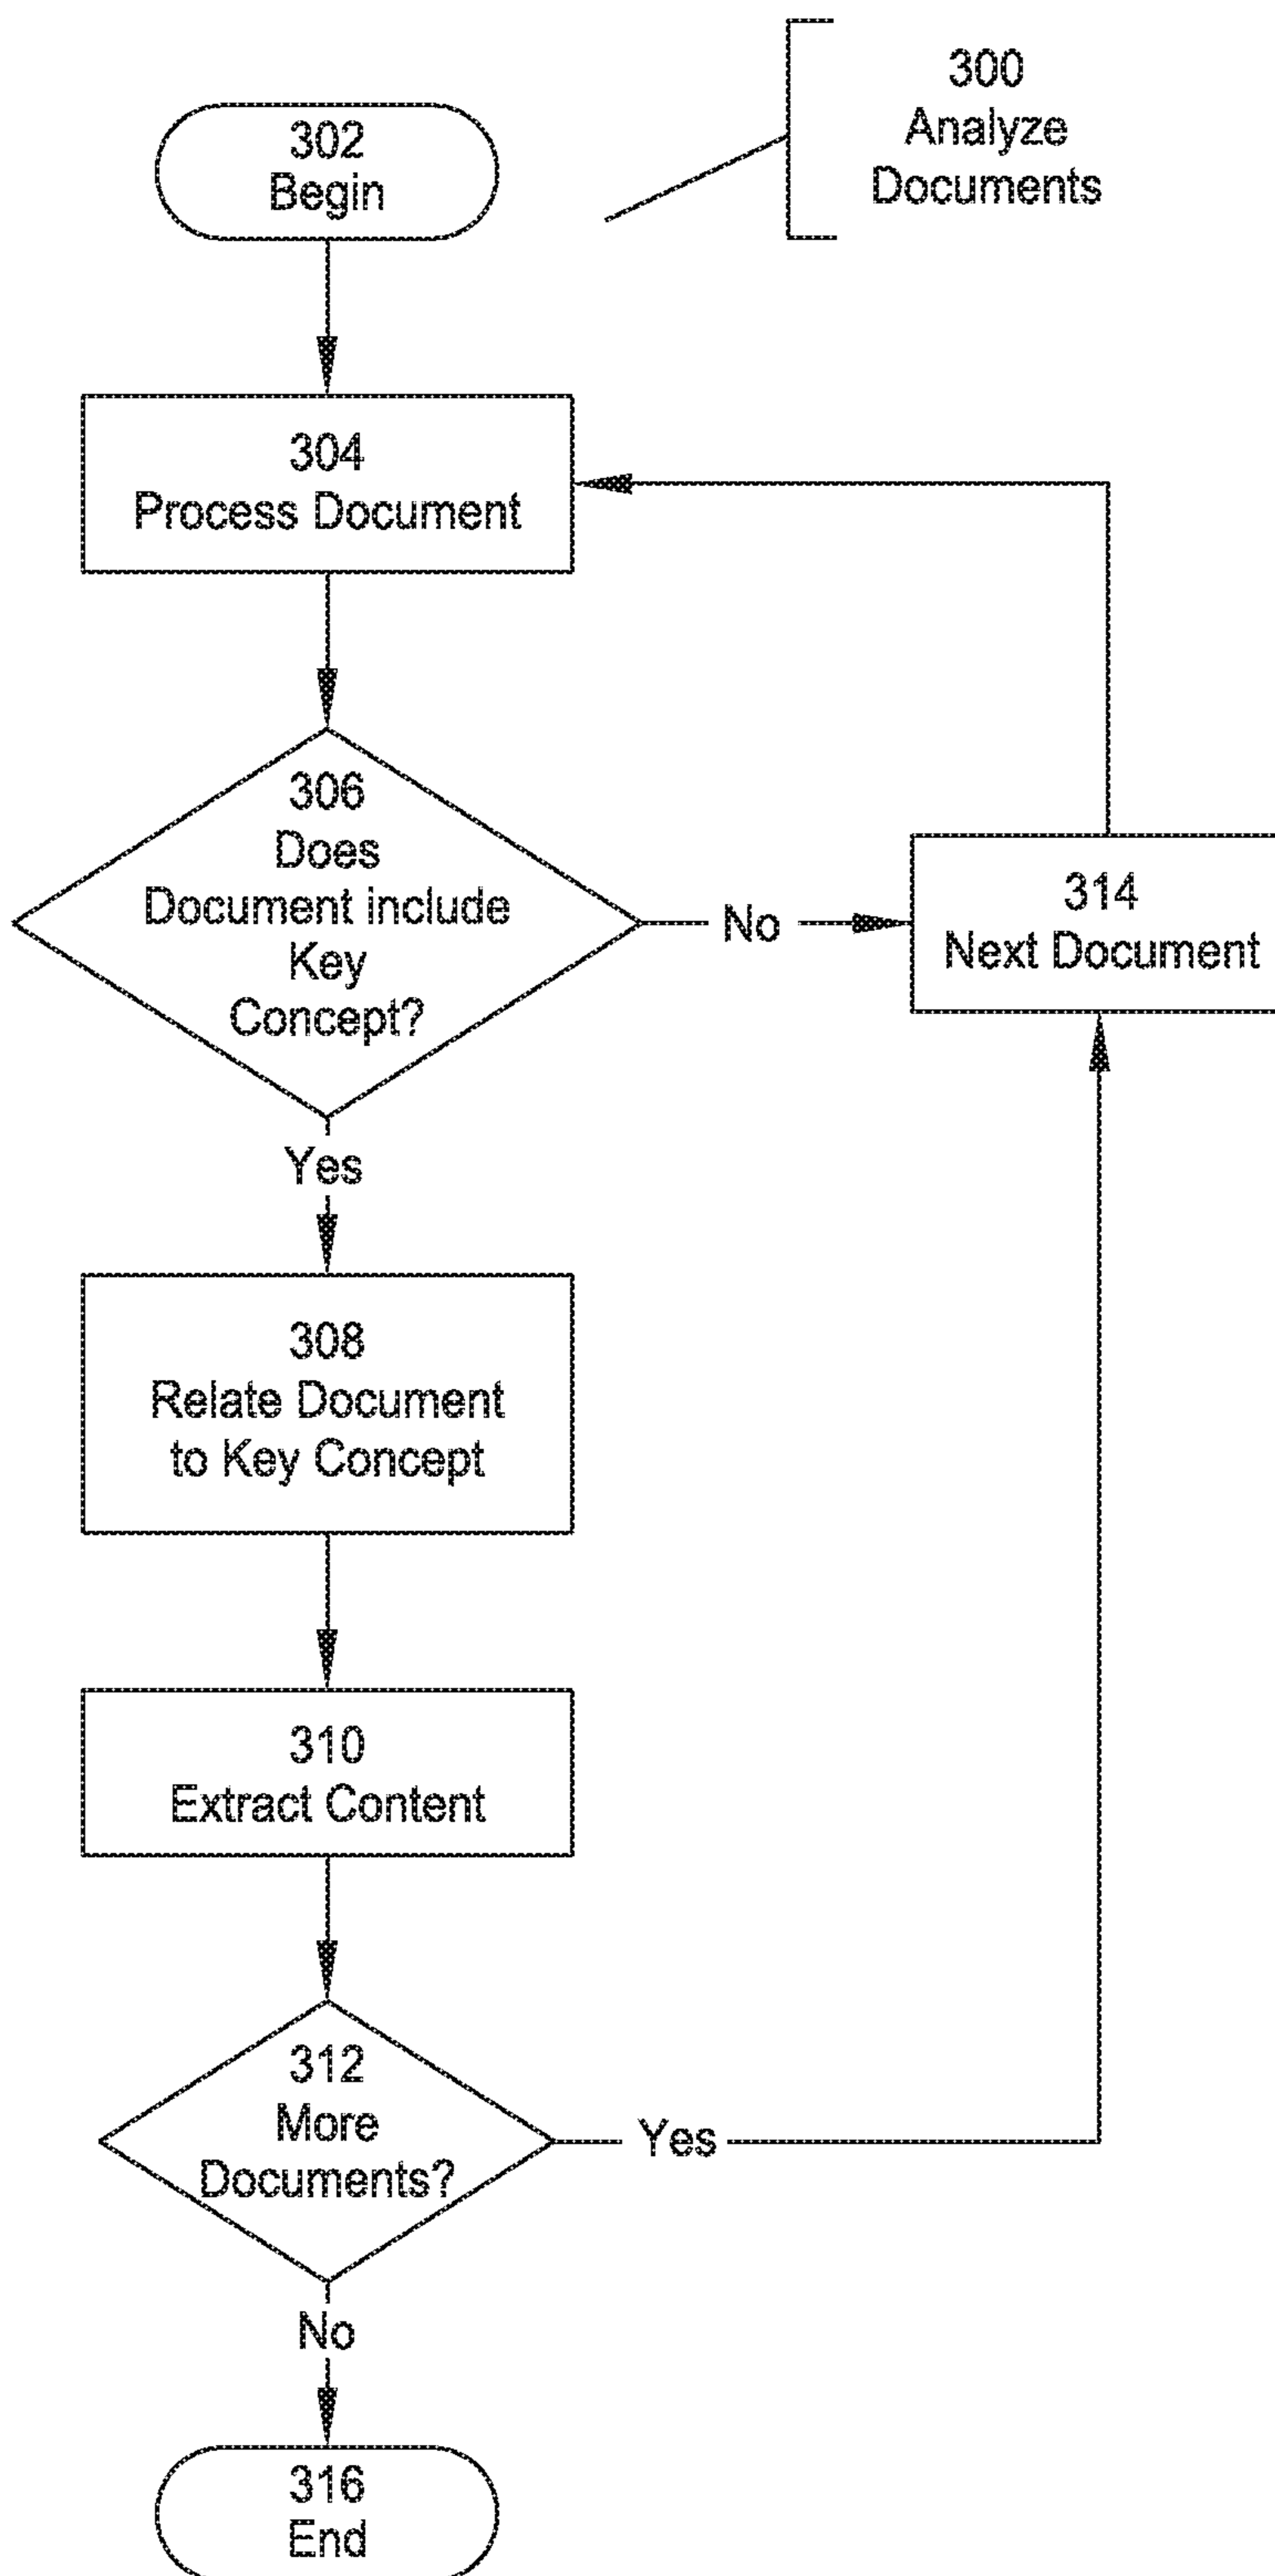 300
Analyze
Documents
302
Begin
304
Process Document
306
Does
Document include
Key
Concept?
No
314
Next Document
Yes
308
Relate Document
to Key Concept
310
Extract Content
312
More
Documents?
Yes
No
316
End